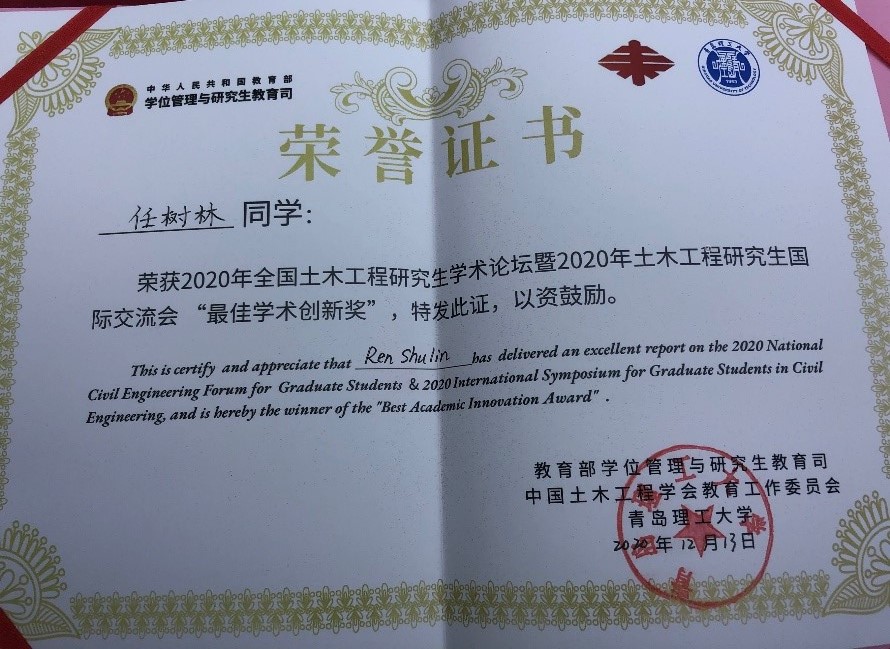 中华人民共和国教育部
学位管理与研究生教育司
荣誉证书
任树林 同学:
荣获2020年全国土木工程研究生学术论坛暨2020年土木工程研究生国
际交流会 “最佳学术创新奖”，特发此证，以资鼓励。
This is certify and appreciate that Ren Shulin has delivered an excellent report on the 2020 National
Civil Engineering Forum for Graduate Students & 2020 International Symposium for Graduate Students in Civil
Engineering, and is hereby the winner of the "Best Academic Innovation Award" .
教育部学位管理与研究生教育司
中国土木工程学会教育工作委员会
青岛理工大学
2020年12月13日